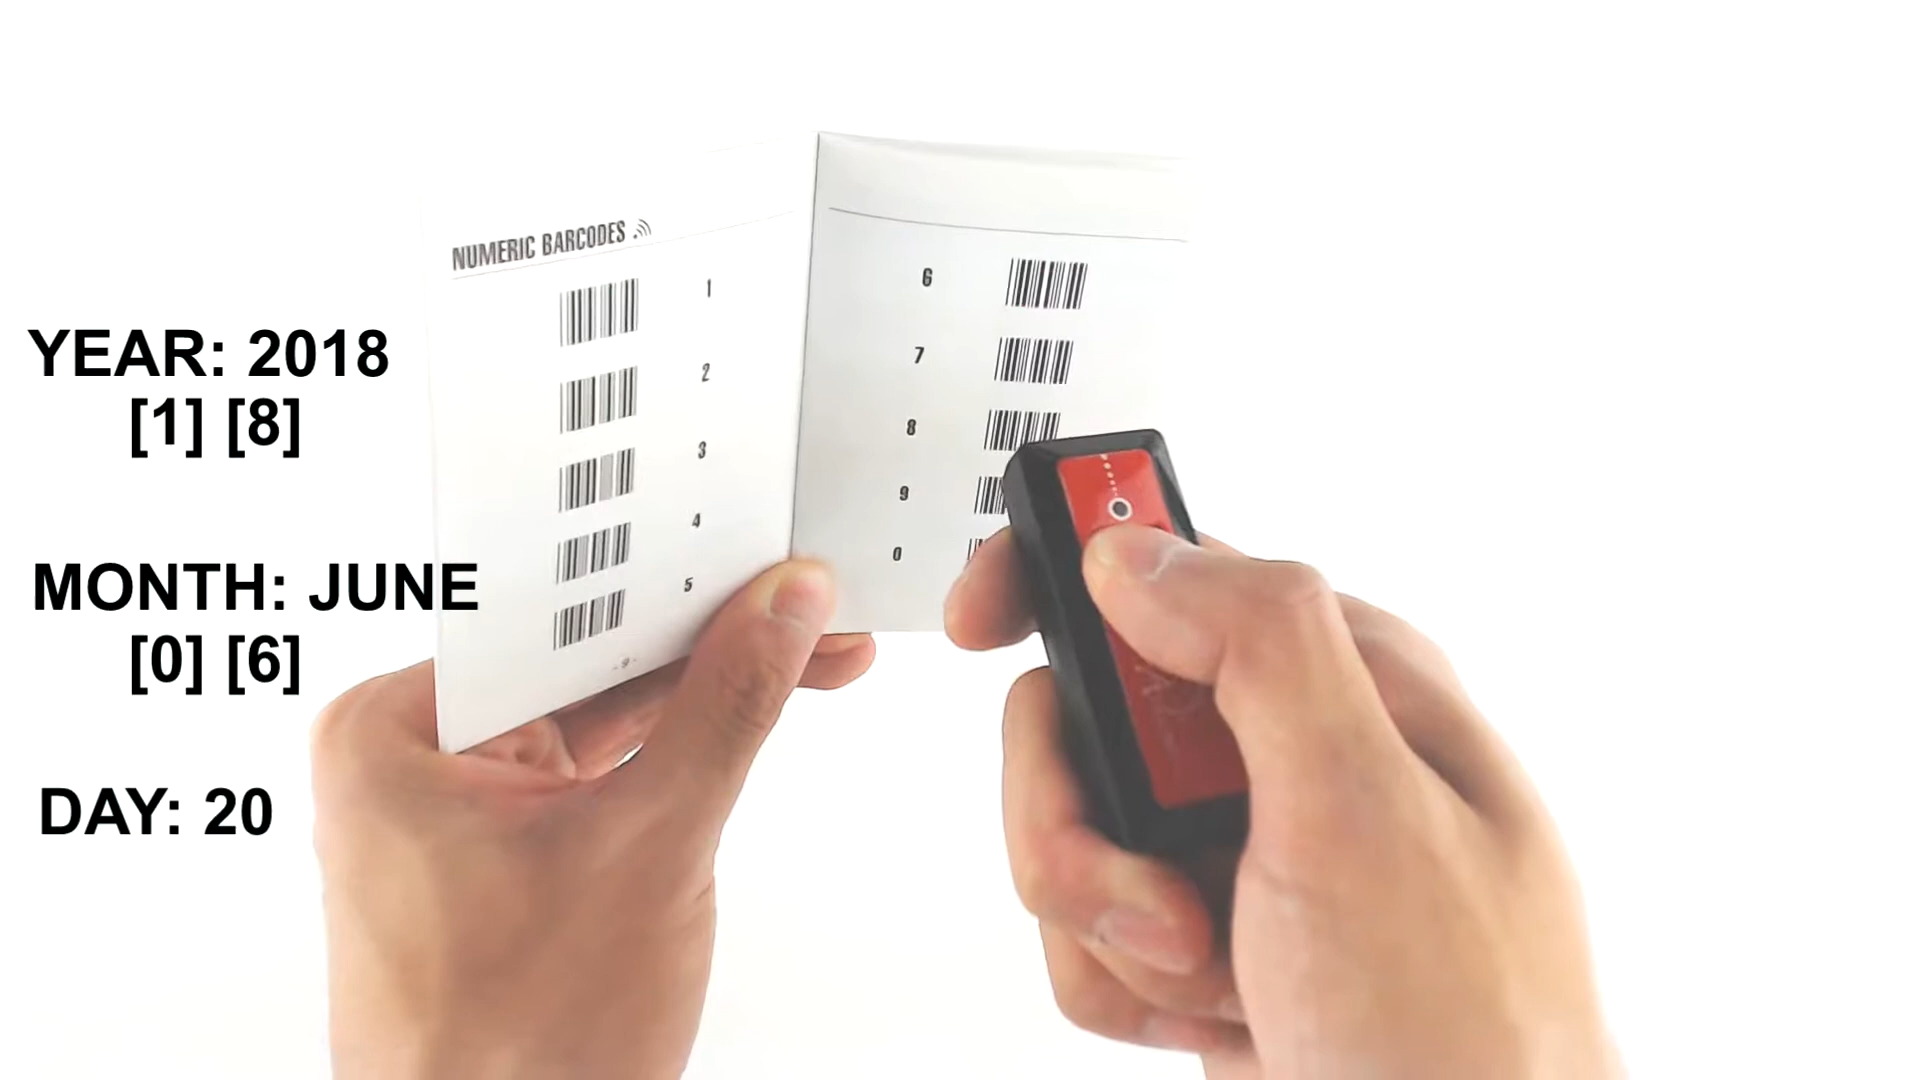 YEAR: 2018
[1] [8]
MONTH: JUNE
[0] [6]
DAY: 20
NUMERIC BARCODES
1
2
3
4
5
- 9 -
6
7
8
9
0